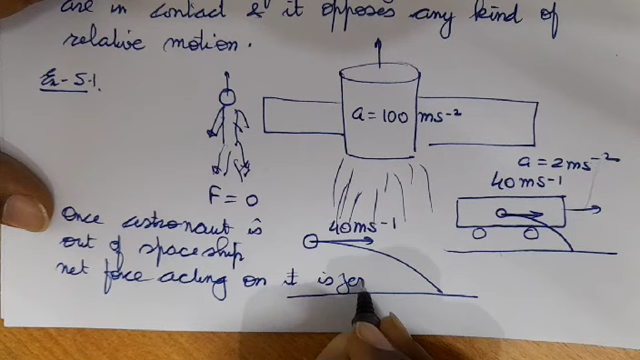 are in contact & it opposes any kind of
relative motion.
Ex-5.1.
a = 100 ms-2
a = 2ms-2
40ms-1
F = 0
40ms-1
Once astronaut is
out of spaceship
net force acting on it is zer